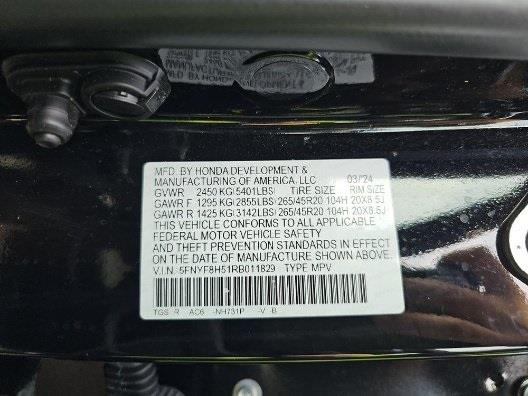 MFD. BY HONDA DEVELOPMENT &
MANUFACTURING OF AMERICA, LLC 03/24
GVWR 2450 KG(5401LBS) TIRE SIZE RIM SIZE
GAWR F 1295 KG(2855LBS) 265/45R20 104H 20X8.5J
GAWR R 1425 KG(3142LBS) 265/45R20 104H 20X8.5J
THIS VEHICLE CONFORMS TO ALL APPLICABLE
FEDERAL MOTOR VEHICLE SAFETY
AND THEFT PREVENTION STANDARDS IN EFFECT
ON THE DATE OF MANUFACTURE SHOWN ABOVE.
V.I.N. 5FNYF8H51RB011829 TYPE MPV
TGS R AC6 -NH731P -V -B